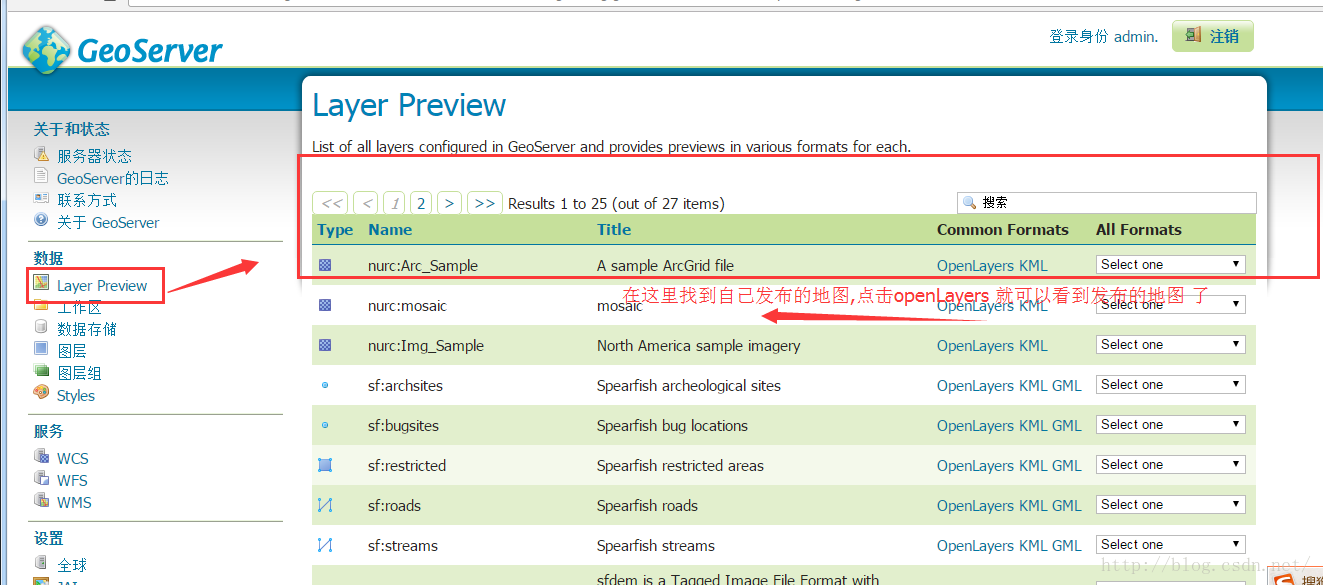 GeoServer
登录身份 admin.
注销
关于和状态
服务器状态
GeoServer的日志
联系方式
关于 GeoServer
数据
Layer Preview
工作区
数据存储
图层
图层组
Styles
服务
WCS
WFS
WMS
设置
全球
JAI
Layer Preview
List of all layers configured in GeoServer and provides previews in various formats for each.
<< < 1 2 > >> Results 1 to 25 (out of 27 items) 搜索
Type Name Title Common Formats All Formats
nurc:Arc_Sample A sample ArcGrid file OpenLayers KML Select one
在这里找到自己发布的地图,点击openLayers 就可以看到发布的地图 了
nurc:mosaic mosaic OpenLayers KML Select one
nurc:Img_Sample North America sample imagery OpenLayers KML Select one
sf:archsites Spearfish archeological sites OpenLayers KML GML Select one
sf:bugsites Spearfish bug locations OpenLayers KML GML Select one
sf:restricted Spearfish restricted areas OpenLayers KML GML Select one
sf:roads Spearfish roads OpenLayers KML GML Select one
sf:streams Spearfish streams OpenLayers KML GML Select one
sfdem is a Tagged Image File Format with
http://blog.csdn.net/